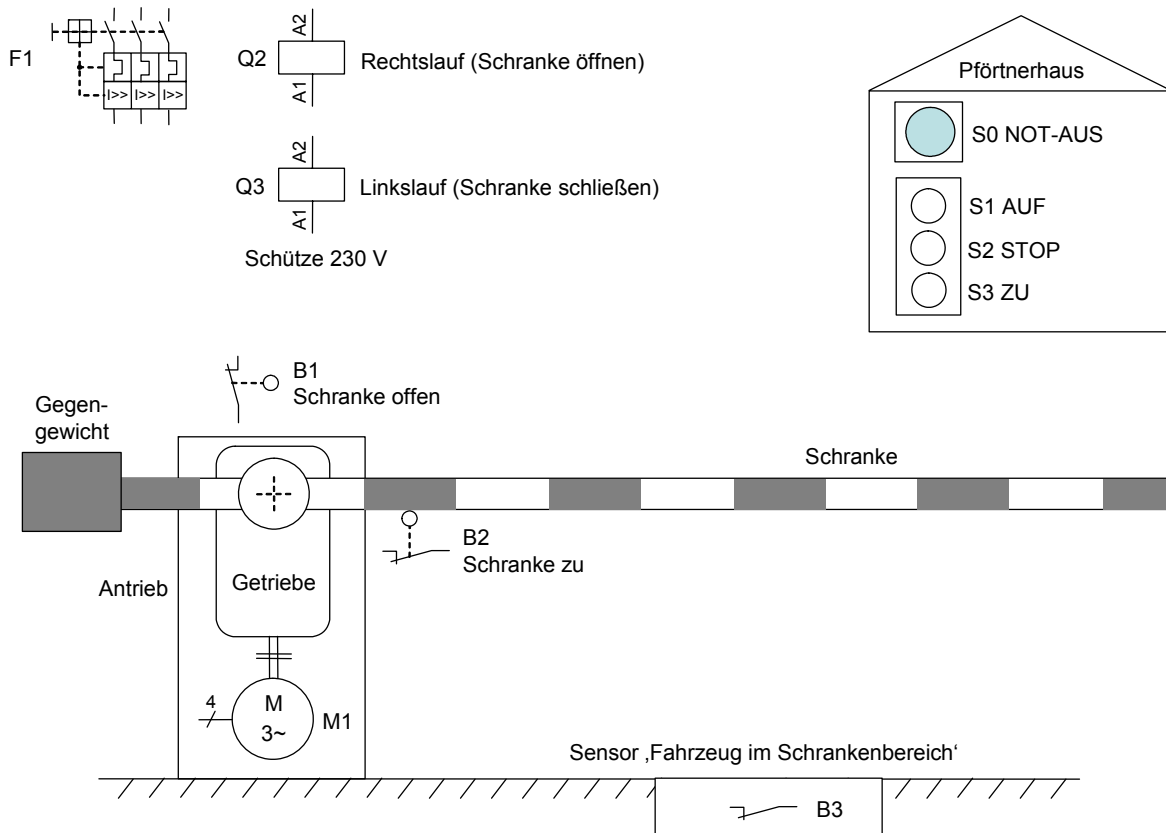 F1
I>> I>> I>>
A2
Q2
A1
Rechtslauf (Schranke öffnen)
A2
Q3
A1
Linkslauf (Schranke schließen)
Schütze 230 V
Pförtnerhaus
S0 NOT-AUS
S1 AUF
S2 STOP
S3 ZU
B1
Schranke offen
Gegen-
gewicht
Schranke
B2
Schranke zu
Antrieb
Getriebe
4
M
3~
M1
Sensor ‚Fahrzeug im Schrankenbereich‘
B3